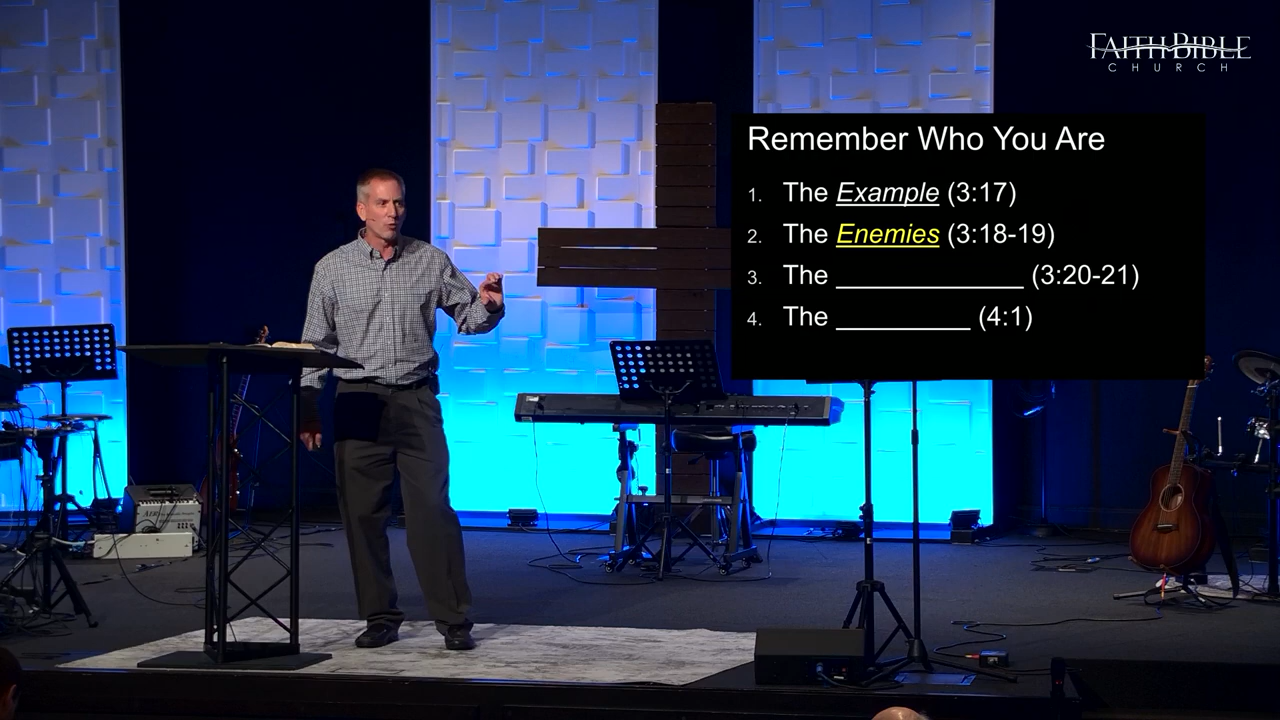 FAITH BIBLE
CHURCH
Remember Who You Are
1. The Example (3:17)
2. The Enemies (3:18-19)
3. The ____________ (3:20-21)
4. The _________ (4:1)